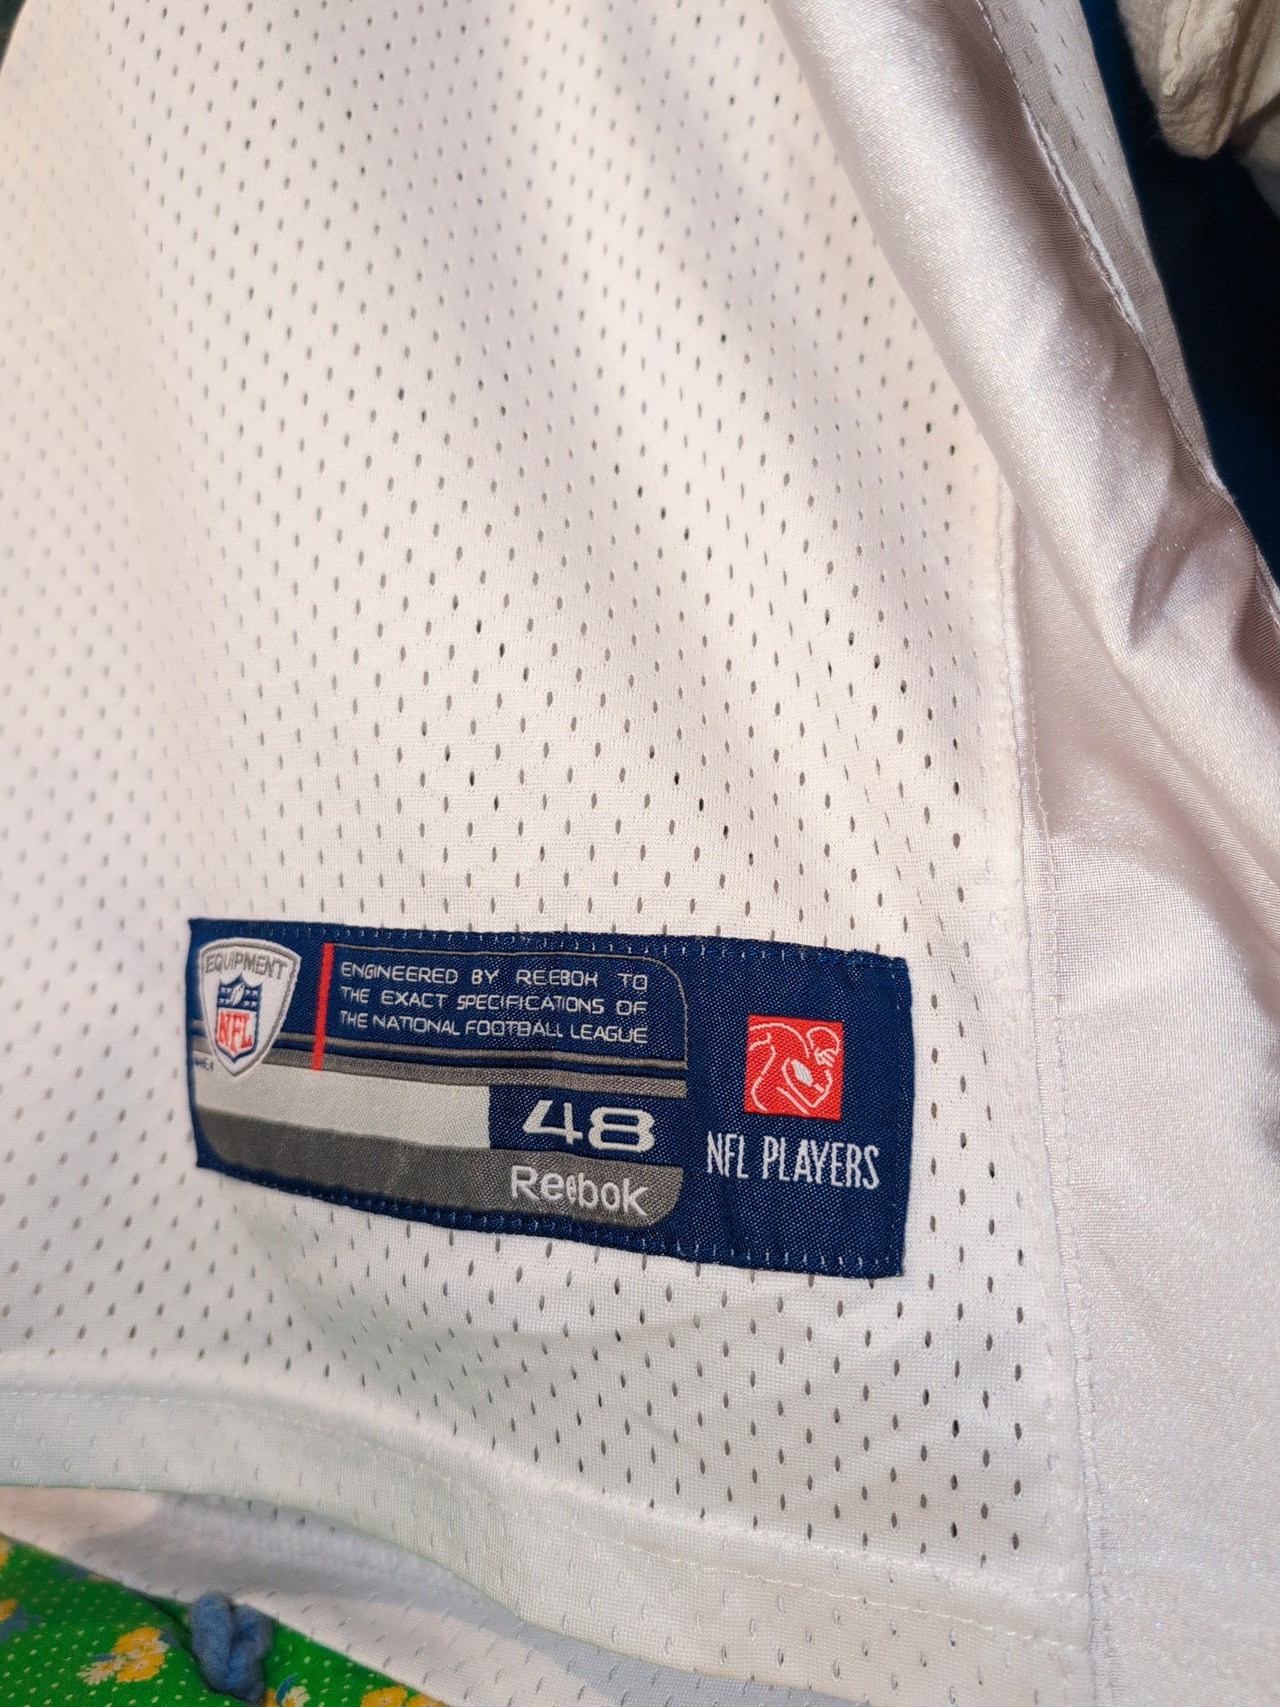 EQUIPMENT
NFL
ENGINEERED BY REEBOK TO
THE EXACT SPECIFICATIONS OF
THE NATIONAL FOOTBALL LEAGUE
48
Reebok
NFL PLAYERS